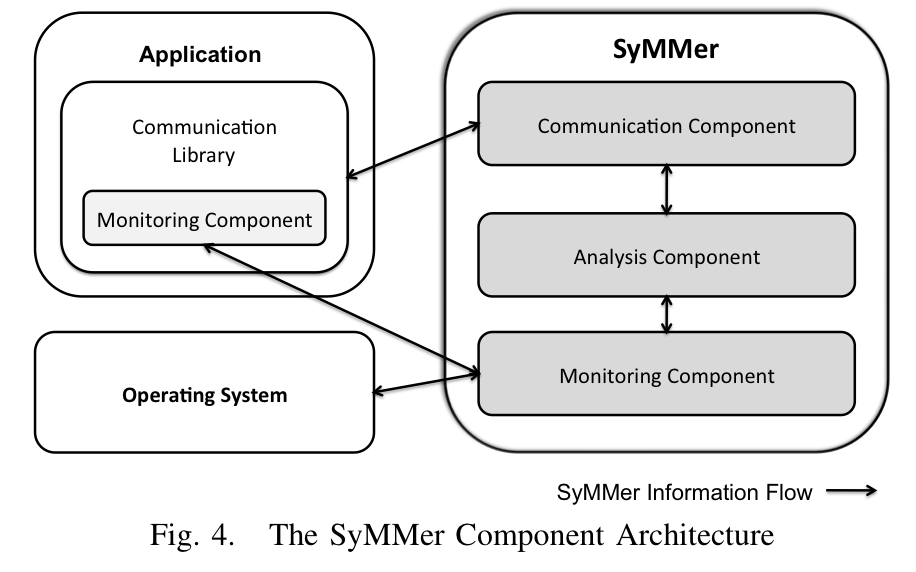 Application
Communication
Library
Monitoring Component
Operating System
SyMMer
Communication Component
Analysis Component
Monitoring Component
SyMMer Information Flow
Fig. 4. The SyMMer Component Architecture